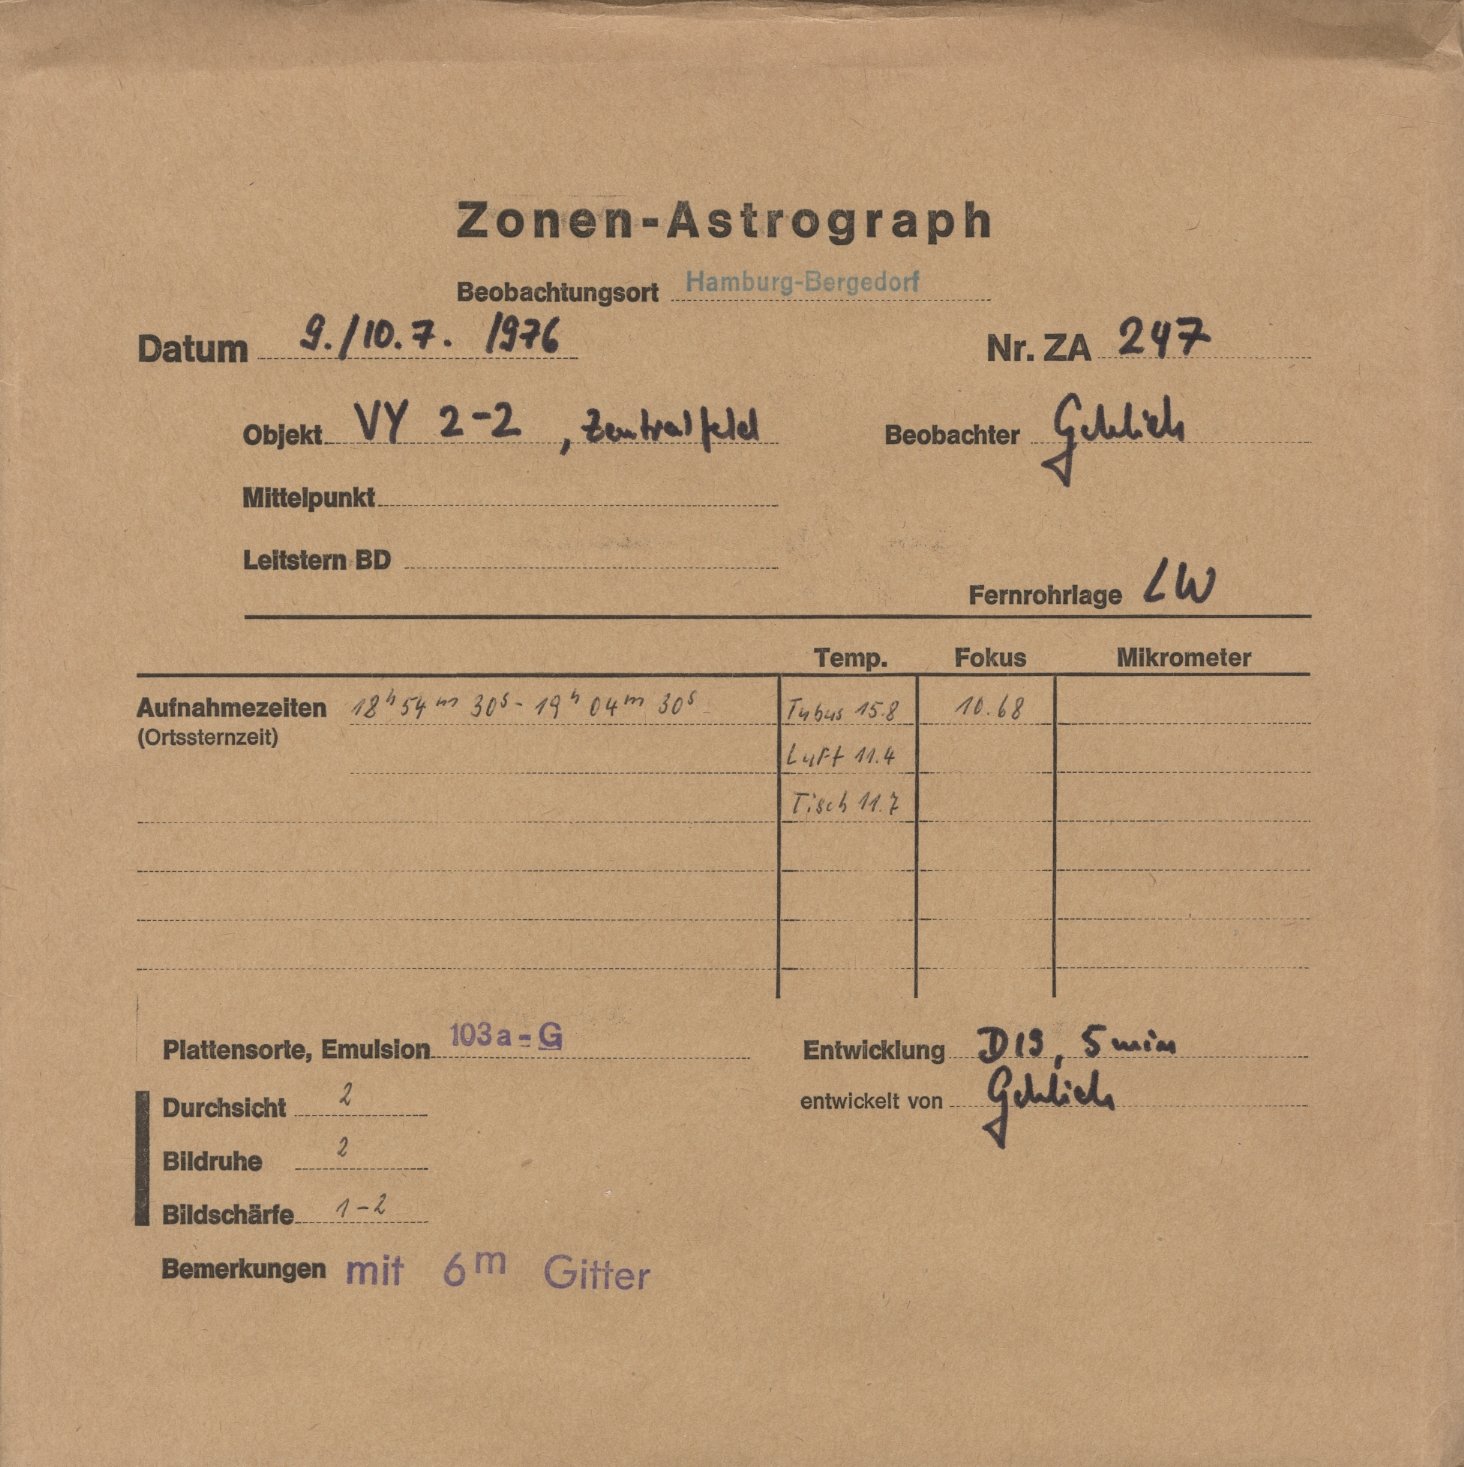 Zonen-Astrograph
Beobachtungsort Hamburg-Bergedorf
Datum 9./10.7. 1976 Nr. ZA 247
Objekt VY 2-2 , Zentralfeld Beobachter Gehlich
Mittelpunkt
Leitstern BD
Fernrohrlage LW
Temp. Fokus Mikrometer
Aufnahmezeiten 18h 54m 30s - 19h 04m 30s Tubus 15.8 10.68
(Ortssternzeit)
Luft 11.4
Tisch 11.7
Plattensorte, Emulsion 103a-G Entwicklung D19, 5 min
Durchsicht 2 entwickelt von Gehlich
Bildruhe 2
Bildschärfe 1-2
Bemerkungen mit 6m Gitter